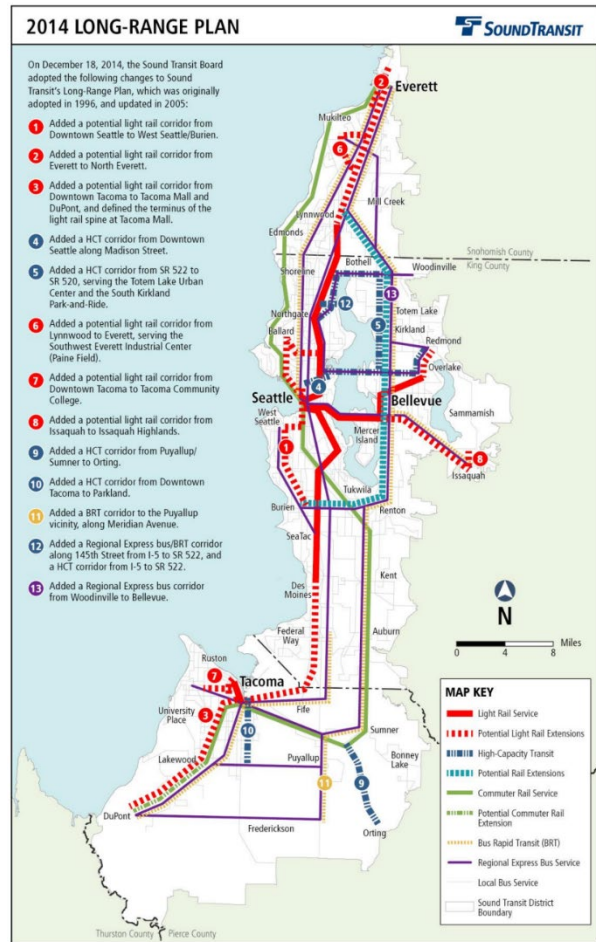 2014 LONG-RANGE PLAN
SOUNDTRANSIT
On December 18, 2014, the Sound Transit Board
adopted the following changes to Sound
Transit's Long-Range Plan, which was originally
adopted in 1996, and updated in 2005:
1 Added a potential light rail corridor from
Downtown Seattle to West Seattle/Burien.
2 Added a potential light rail corridor from
Everett to North Everett.
3 Added a potential light rail corridor from
Downtown Tacoma to Tacoma Mall and
DuPont, and defined the terminus of the
light rail spine at Tacoma Mall.
4 Added a HCT corridor from Downtown
Seattle along Madison Street.
5 Added a HCT corridor from SR 522 to
SR 520, serving the Totem Lake Urban
Center and the South Kirkland
Park-and-Ride.
6 Added a potential light rail corridor from
Lynnwood to Everett, serving the
Southwest Everett Industrial Center
(Paine Field).
7 Added a potential light rail corridor from
Downtown Tacoma to Tacoma Community
College.
8 Added a potential light rail corridor from
Issaquah to Issaquah Highlands.
9 Added a HCT corridor from Puyallup/
Sumner to Orting.
10 Added a HCT corridor from Downtown
Tacoma to Parkland.
11 Added a BRT corridor to the Puyallup
vicinity, along Meridian Avenue.
12 Added a Regional Express bus/BRT corridor
along 145th Street from I-5 to SR 522, and
a HCT corridor from I-5 to SR 522.
13 Added a Regional Express bus corridor
from Woodinville to Bellevue.
2
Everett
Mukilteo
6
Mill Creek
Lynnwood
Edmonds
Snohomish County
King County
Bothell
Shoreline
Woodinville
13
12
Totem Lake
Northgate
5
Kirkland
Ballard
Redmond
Overlake
4
Seattle
Bellevue
West
Seattle
Sammamish
Mercer
Island
1
8
Issaquah
Tukwila
Burien
Renton
SeaTac
Kent
Des
Moines
N
Federal
Way
Auburn
0 4 8 Miles
Ruston
7
Tacoma
University
Place
3
Fife
10
Sumner
Lakewood
Puyallup
Bonney
Lake
11
9
DuPont
Frederickson
Orting
Thurston County
Pierce County
MAP KEY
Light Rail Service
Potential Light Rail Extensions
High-Capacity Transit
Potential Rail Extensions
Commuter Rail Service
Potential Commuter Rail
Extension
Bus Rapid Transit (BRT)
Regional Express Bus Service
Local Bus Service
Sound Transit District
Boundary